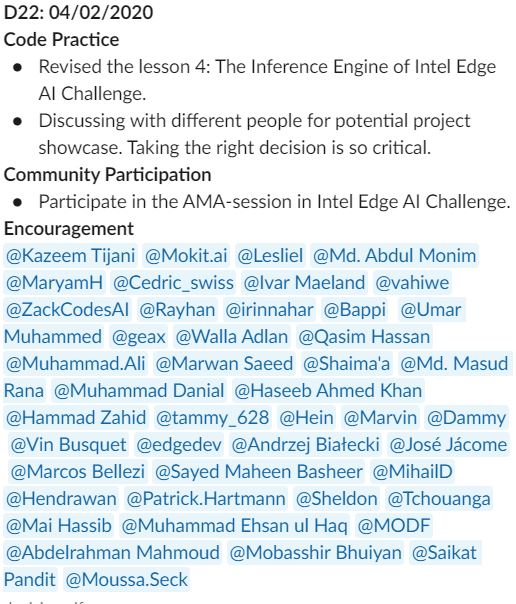 D22: 04/02/2020
Code Practice
● Revised the lesson 4: The Inference Engine of Intel Edge
AI Challenge.
● Discussing with different people for potential project
showcase. Taking the right decision is so critical.
Community Participation
● Participate in the AMA-session in Intel Edge AI Challenge.
Encouragement
@Kazeem Tijani @Mokit.ai @Lesliel @Md. Abdul Monim
@MaryamH @Cedric_swiss @Ivar Maeland @vahiwe
@ZackCodesAI @Rayhan @irinnahar @Bappi @Umar
Muhammed @geax @Walla Adlan @Qasim Hassan
@Muhammad.Ali @Marwan Saeed @Shaima'a @Md. Masud
Rana @Muhammad Danial @Haseeb Ahmed Khan
@Hammad Zahid @tammy_628 @Hein @Marvin @Dammy
@Vin Busquet @edgedev @Andrzej Białecki @José Jácome
@Marcos Bellezi @Sayed Maheen Basheer @MihailD
@Hendrawan @Patrick.Hartmann @Sheldon @Tchouanga
@Mai Hassib @Muhammad Ehsan ul Haq @MODF
@Abdelrahman Mahmoud @Mobasshir Bhuiyan @Saikat
Pandit @Moussa.Seck